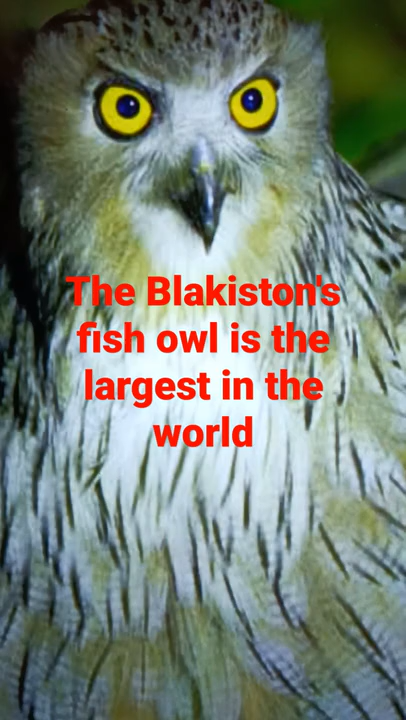 The Blakiston's
fish owl is the
largest in the
world